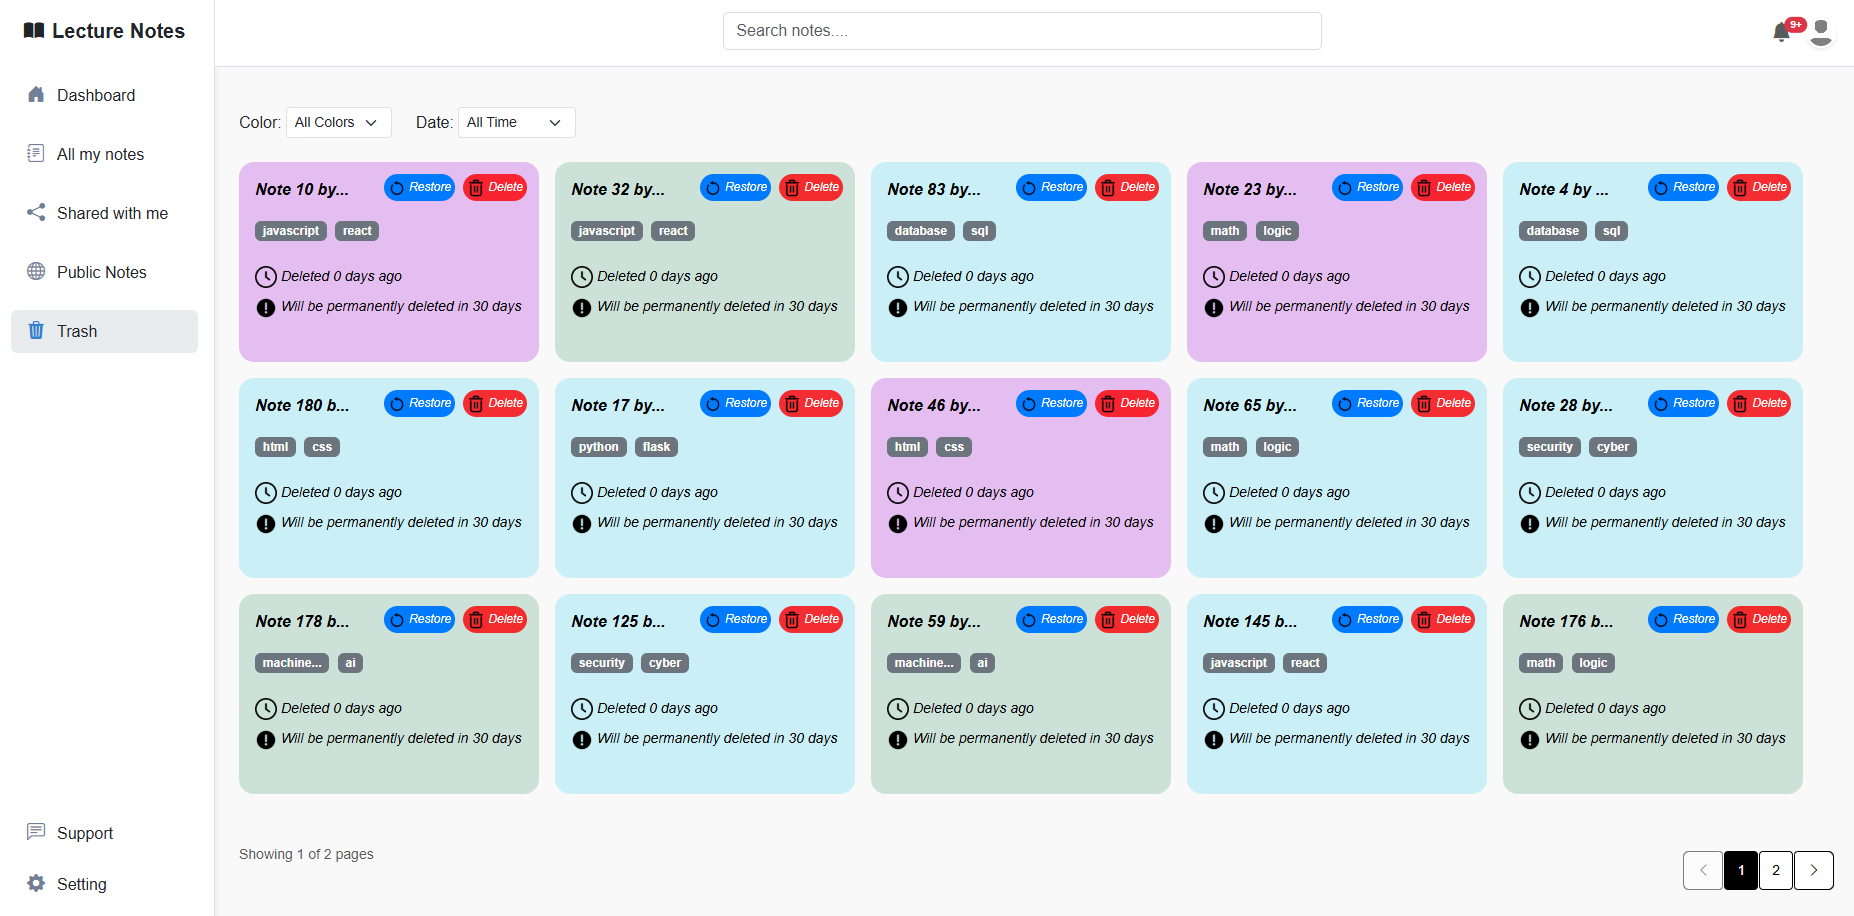 Lecture Notes
Search notes....
9+
Dashboard
All my notes
Shared with me
Public Notes
Trash
Support
Setting
Color: All Colors Date: All Time
Note 10 by... Restore Delete
javascript react
Deleted 0 days ago
Will be permanently deleted in 30 days
Note 32 by... Restore Delete
javascript react
Deleted 0 days ago
Will be permanently deleted in 30 days
Note 83 by... Restore Delete
database sql
Deleted 0 days ago
Will be permanently deleted in 30 days
Note 23 by... Restore Delete
math logic
Deleted 0 days ago
Will be permanently deleted in 30 days
Note 4 by ... Restore Delete
database sql
Deleted 0 days ago
Will be permanently deleted in 30 days
Note 180 b... Restore Delete
html css
Deleted 0 days ago
Will be permanently deleted in 30 days
Note 17 by... Restore Delete
python flask
Deleted 0 days ago
Will be permanently deleted in 30 days
Note 46 by... Restore Delete
html css
Deleted 0 days ago
Will be permanently deleted in 30 days
Note 65 by... Restore Delete
math logic
Deleted 0 days ago
Will be permanently deleted in 30 days
Note 28 by... Restore Delete
security cyber
Deleted 0 days ago
Will be permanently deleted in 30 days
Note 178 b... Restore Delete
machine... ai
Deleted 0 days ago
Will be permanently deleted in 30 days
Note 125 b... Restore Delete
security cyber
Deleted 0 days ago
Will be permanently deleted in 30 days
Note 59 by... Restore Delete
machine... ai
Deleted 0 days ago
Will be permanently deleted in 30 days
Note 145 b... Restore Delete
javascript react
Deleted 0 days ago
Will be permanently deleted in 30 days
Note 176 b... Restore Delete
math logic
Deleted 0 days ago
Will be permanently deleted in 30 days
Showing 1 of 2 pages
1 2